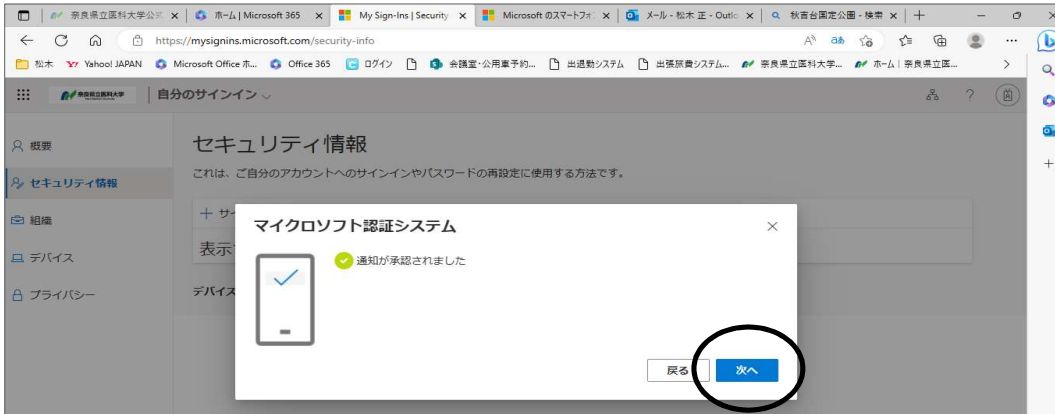 奈良県立医科大学公式
ホーム | Microsoft 365
My Sign-Ins | Security
Microsoft のスマートフォ
メール - 松木 正 - Outlo
秋吉台国定公園 - 検索
https://mysignins.microsoft.com/security-info
松木
Yahoo! JAPAN
Microsoft Office ホ...
Office 365
ログイン
会議室・公用車予約...
出退勤システム
出張旅費システム...
奈良県立医科大学...
ホーム | 奈良県立医...
奈良県立医科大学
自分のサインイン
概要
セキュリティ情報
組織
デバイス
プライバシー
セキュリティ情報
これは、ご自分のアカウントへのサインインやパスワードの再設定に使用する方法です。
+ サ
表示
デバイス
マイクロソフト認証システム
通知が承認されました
戻る
次へ